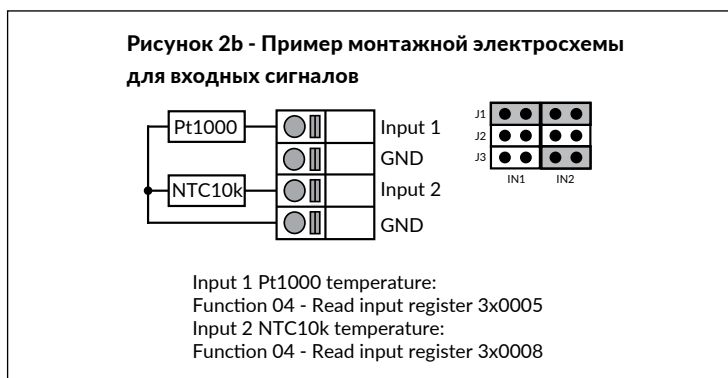 Рисунок 2b - Пример монтажной электросхемы
для входных сигналов
Pt1000
Input 1
GND
NTC10k
Input 2
GND
J1
J2
J3
IN1 IN2
Input 1 Pt1000 temperature:
Function 04 - Read input register 3x0005
Input 2 NTC10k temperature:
Function 04 - Read input register 3x0008